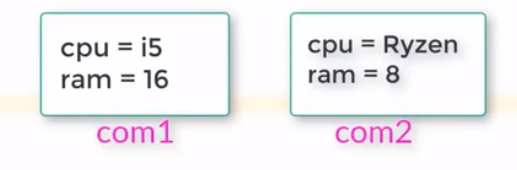 cpu = i5
ram = 16
com1
cpu = Ryzen
ram = 8
com2